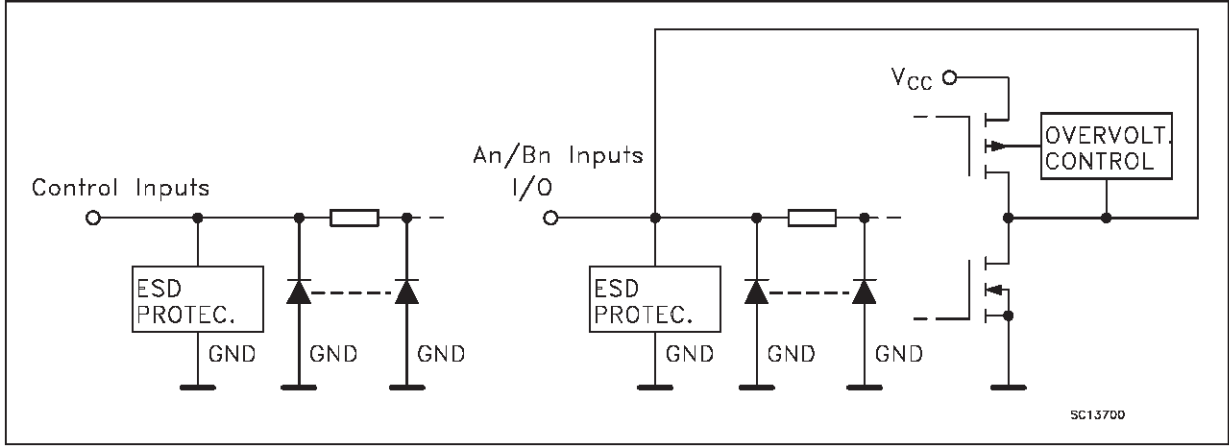 VCC
OVERVOLT.
CONTROL
An/Bn Inputs
I/O
Control Inputs
ESD
PROTEC.
GND
GND
GND
ESD
PROTEC.
GND
GND
GND
SC13700